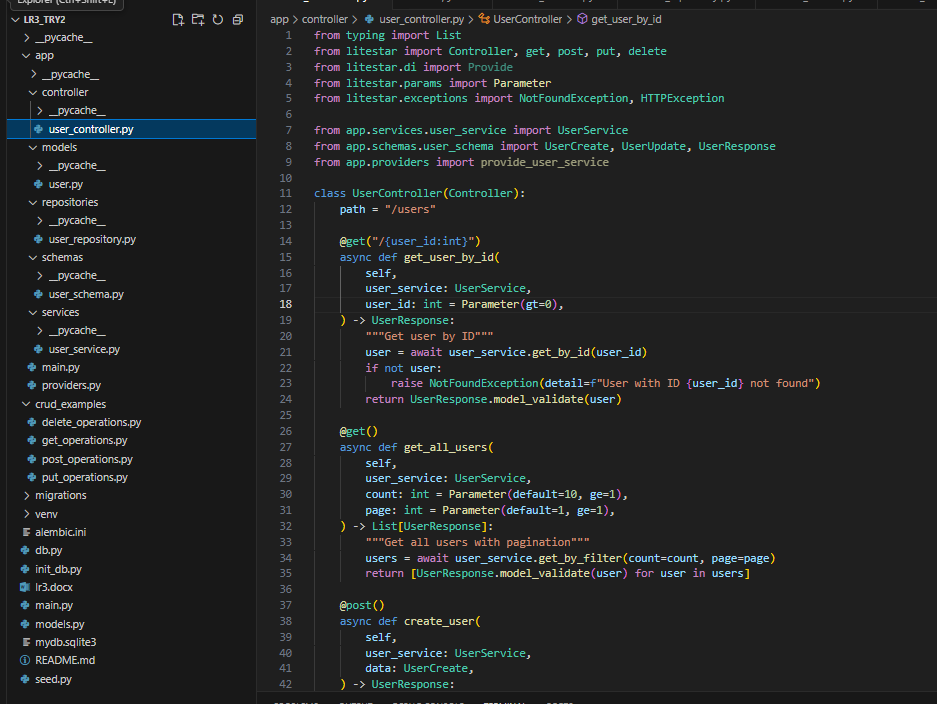 LR3_TRY2
__pycache__
app
__pycache__
controller
__pycache__
user_controller.py
models
__pycache__
user.py
repositories
__pycache__
user_repository.py
schemas
__pycache__
user_schema.py
services
__pycache__
user_service.py
main.py
providers.py
crud_examples
delete_operations.py
get_operations.py
post_operations.py
put_operations.py
migrations
venv
alembic.ini
db.py
init_db.py
lr3.docx
main.py
models.py
mydb.sqlite3
README.md
seed.py
app > controller > user_controller.py > UserController > get_user_by_id
1 from typing import List
2 from litestar import Controller, get, post, put, delete
3 from litestar.di import Provide
4 from litestar.params import Parameter
5 from litestar.exceptions import NotFoundException, HTTPException
6
7 from app.services.user_service import UserService
8 from app.schemas.user_schema import UserCreate, UserUpdate, UserResponse
9 from app.providers import provide_user_service
10
11 class UserController(Controller):
12     path = "/users"
13
14     @get("/{user_id:int}")
15     async def get_user_by_id(
16         self,
17         user_service: UserService,
18         user_id: int = Parameter(gt=0),
19     ) -> UserResponse:
20         """Get user by ID"""
21         user = await user_service.get_by_id(user_id)
22         if not user:
23             raise NotFoundException(detail=f"User with ID {user_id} not found")
24         return UserResponse.model_validate(user)
25
26     @get()
27     async def get_all_users(
28         self,
29         user_service: UserService,
30         count: int = Parameter(default=10, ge=1),
31         page: int = Parameter(default=1, ge=1),
32     ) -> List[UserResponse]:
33         """Get all users with pagination"""
34         users = await user_service.get_by_filter(count=count, page=page)
35         return [UserResponse.model_validate(user) for user in users]
36
37     @post()
38     async def create_user(
39         self,
40         user_service: UserService,
41         data: UserCreate,
42     ) -> UserResponse: